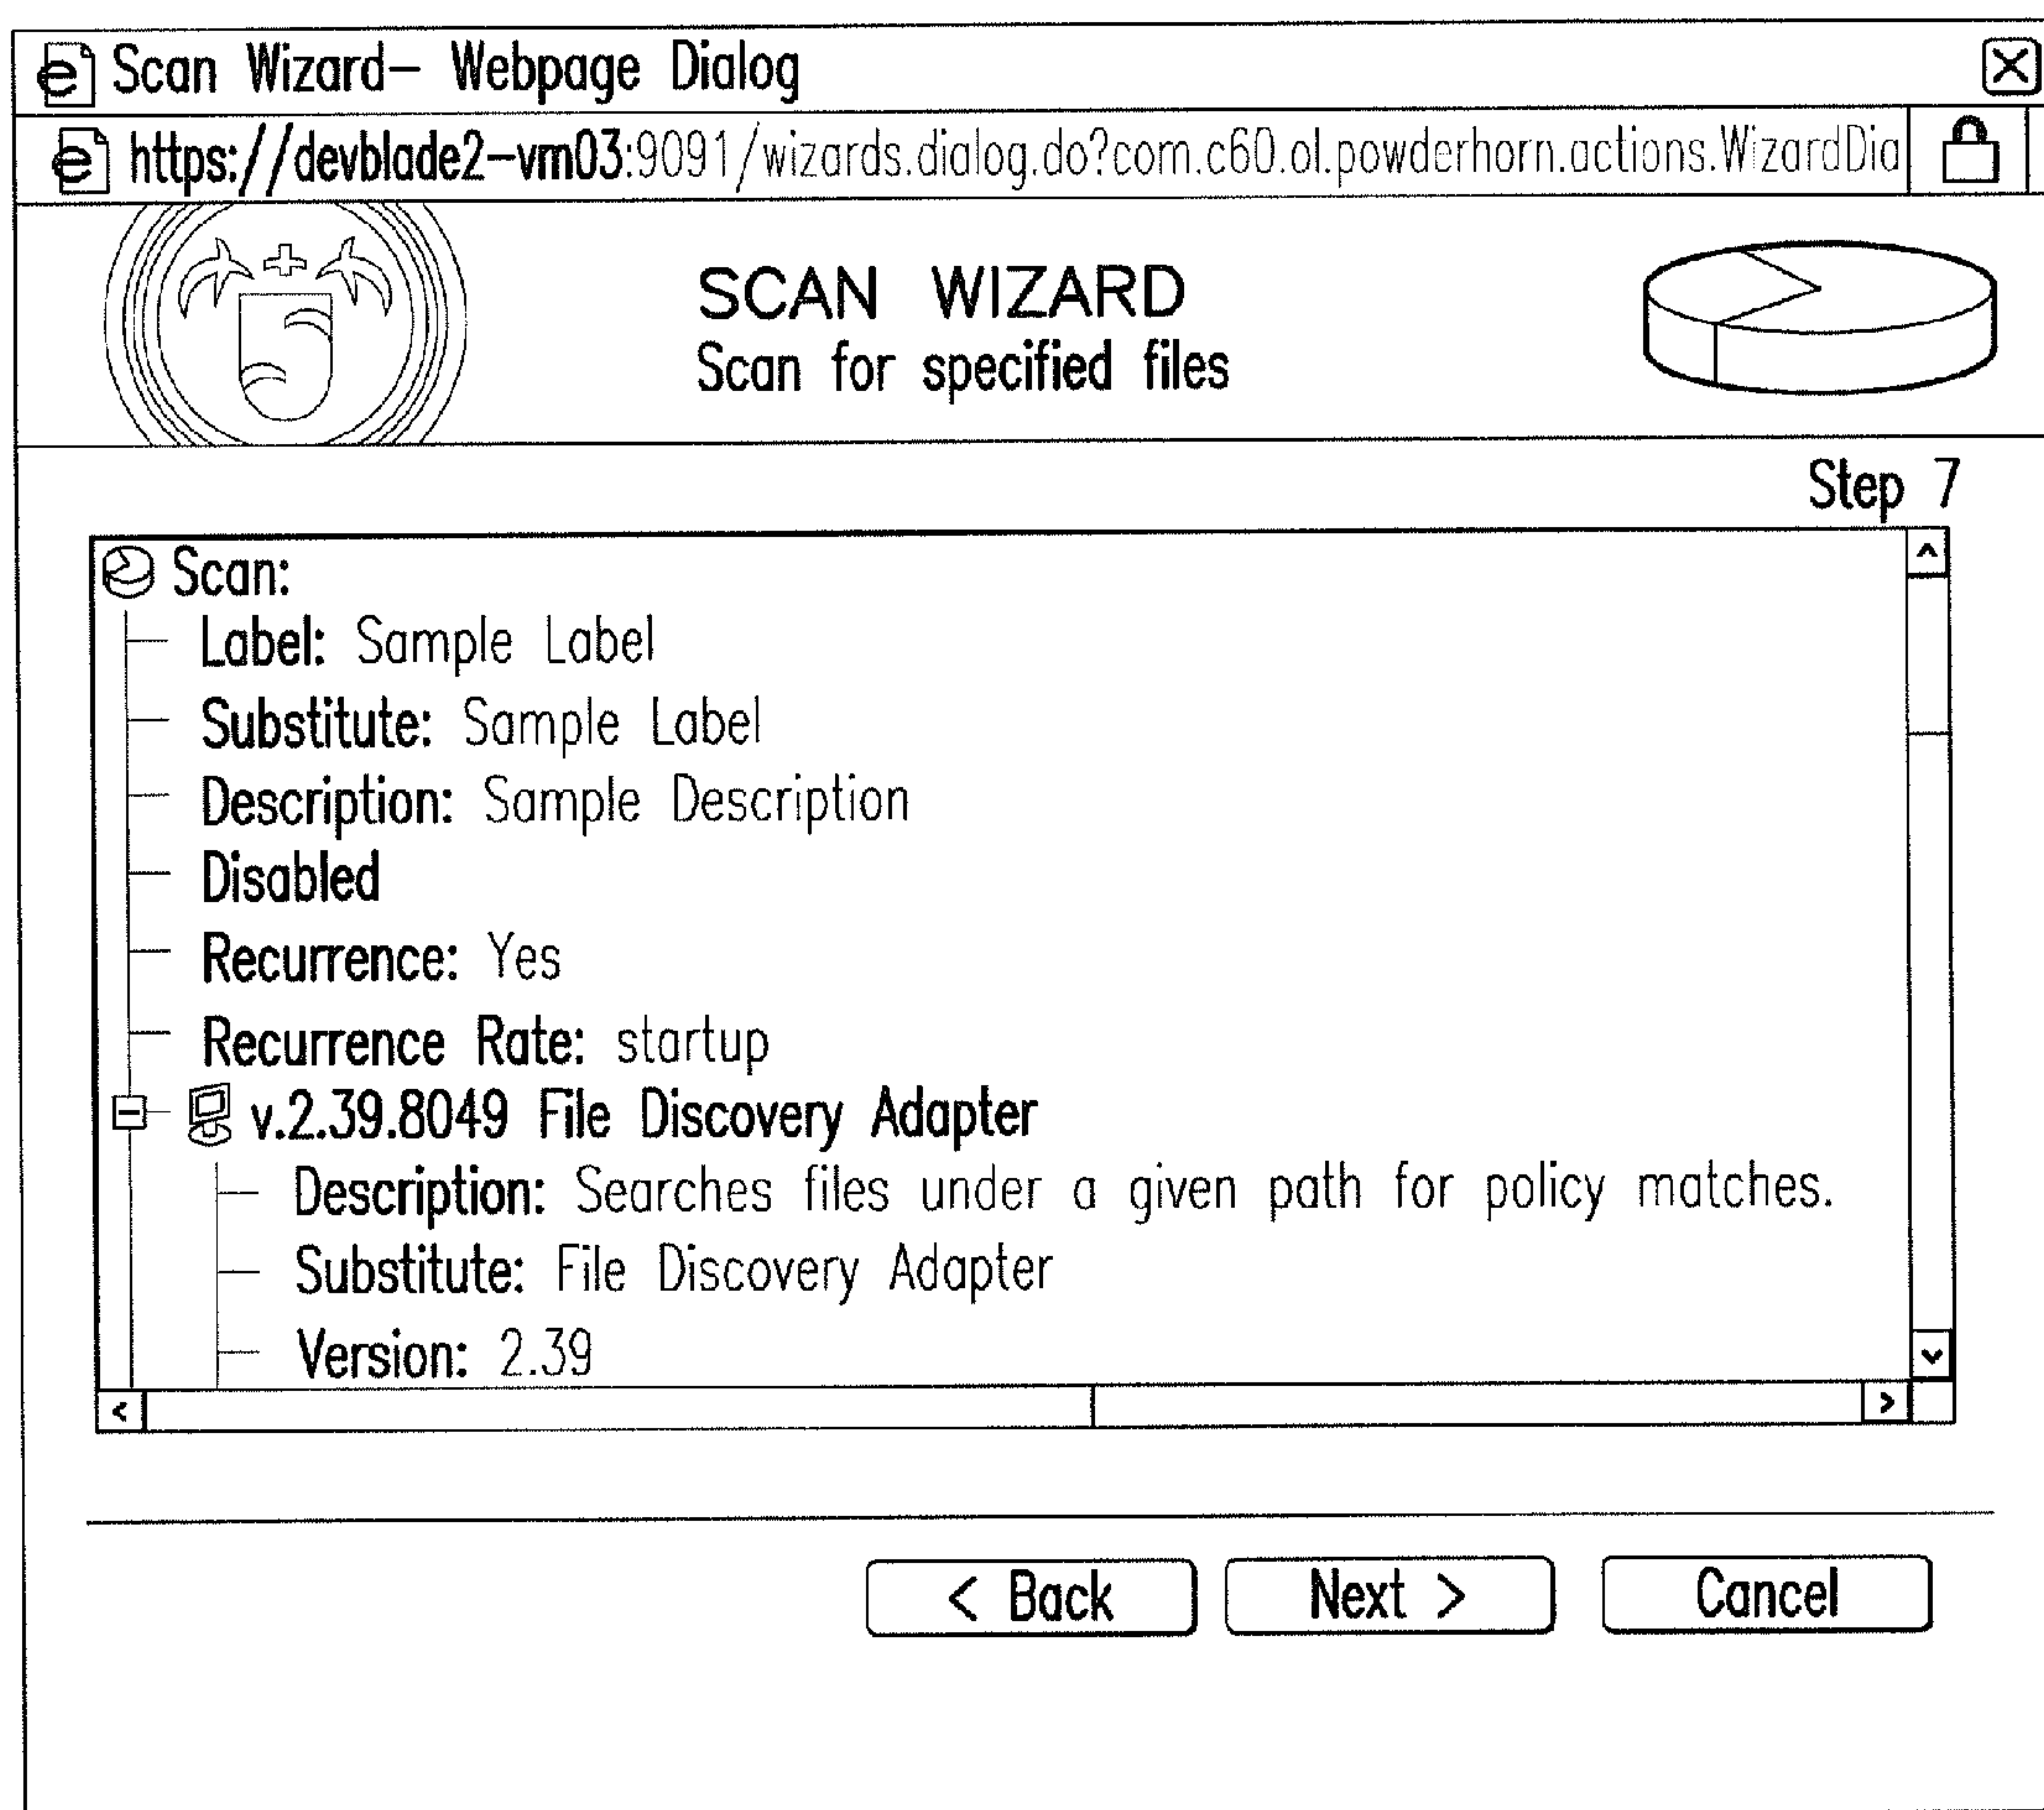 Scan Wizard– Webpage Dialog
https://devblade2–vm03:9091/wizards.dialog.do?com.c60.ol.powderhorn.actions.WizardDia
SCAN WIZARD
Scan for specified files
Step 7
Scan:
Label: Sample Label
Substitute: Sample Label
Description: Sample Description
Disabled
Recurrence: Yes
Recurrence Rate: startup
v.2.39.8049 File Discovery Adapter
Description: Searches files under a given path for policy matches.
Substitute: File Discovery Adapter
Version: 2.39
< Back Next > Cancel